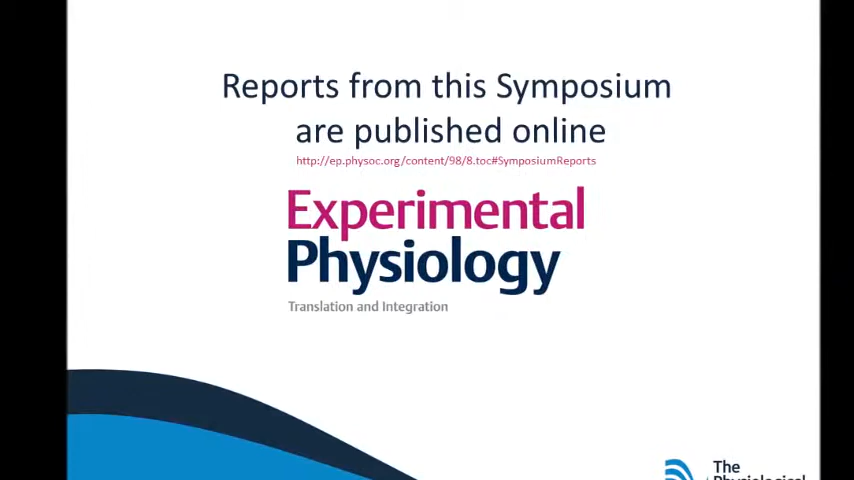 Reports from this Symposium
are published online
http://ep.physoc.org/content/98/8.toc#SymposiumReports
Experimental
Physiology
Translation and Integration
The
Physiological